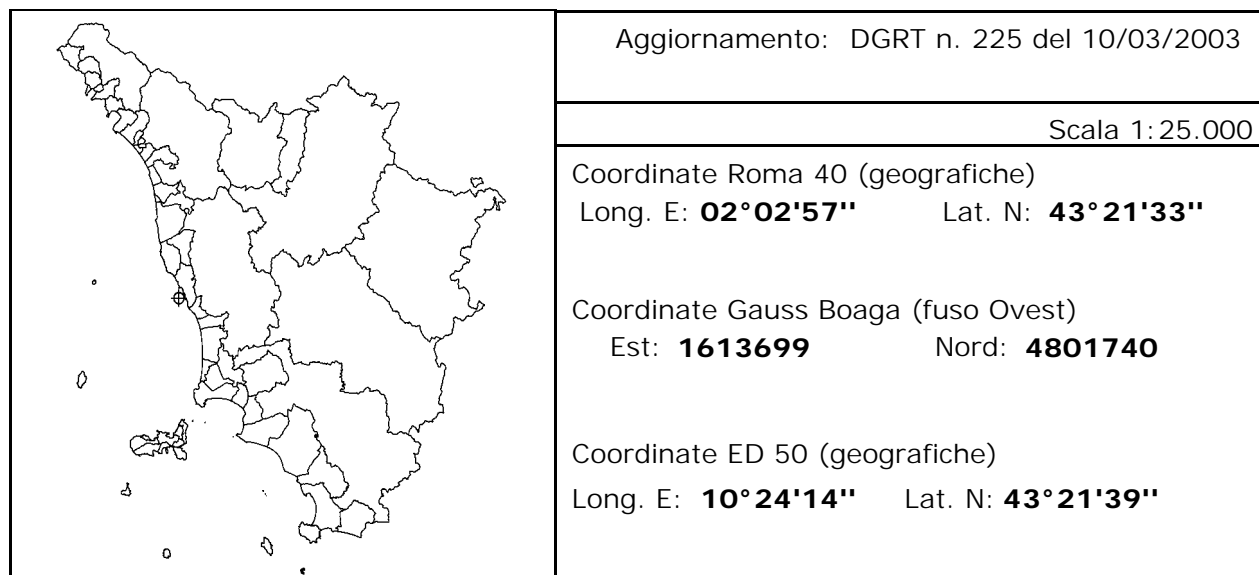 Aggiornamento: DGRT n. 225 del 10/03/2003
Scala 1:25.000
Coordinate Roma 40 (geografiche)
Long. E: 02°02'57'' Lat. N: 43°21'33''
Coordinate Gauss Boaga (fuso Ovest)
Est: 1613699 Nord: 4801740
Coordinate ED 50 (geografiche)
Long. E: 10°24'14'' Lat. N: 43°21'39''